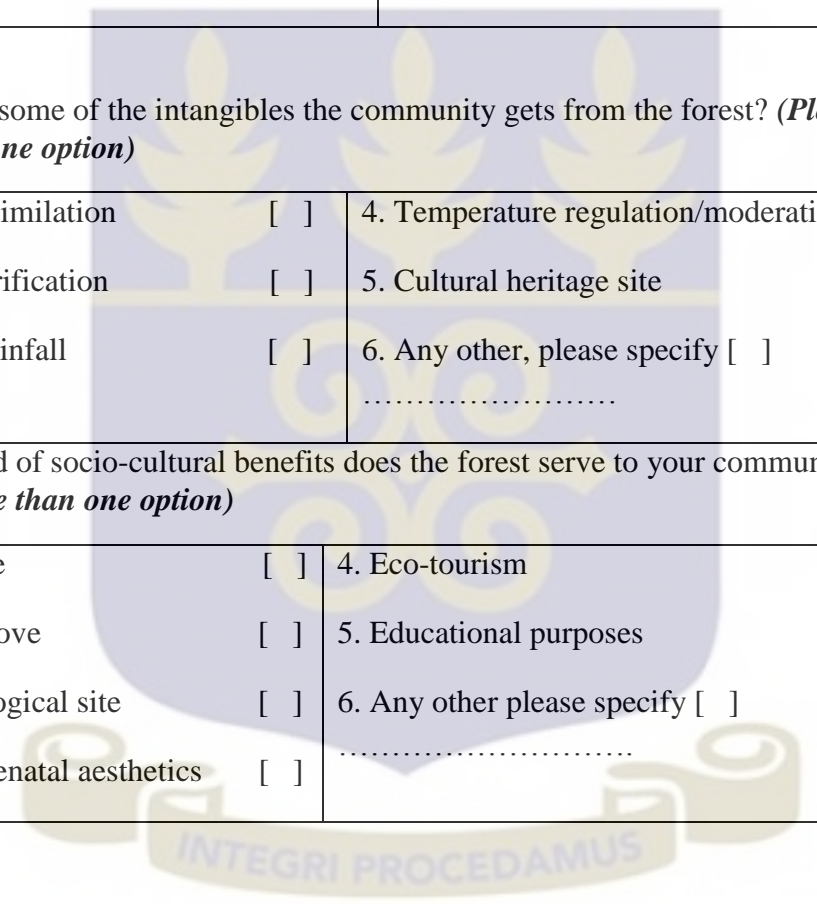 some of the intangibles the community gets from the forest? (Pl
ne option)
imilation [ ] 4. Temperature regulation/moderati
rification [ ] 5. Cultural heritage site
infall [ ] 6. Any other, please specify [ ]
……………………
d of socio-cultural benefits does the forest serve to your commun
e than one option)
e [ ] 4. Eco-tourism
ove [ ] 5. Educational purposes
ogical site [ ] 6. Any other please specify [ ]
……………………….
enatal aesthetics [ ]
INTEGRI PROCEDAMUS